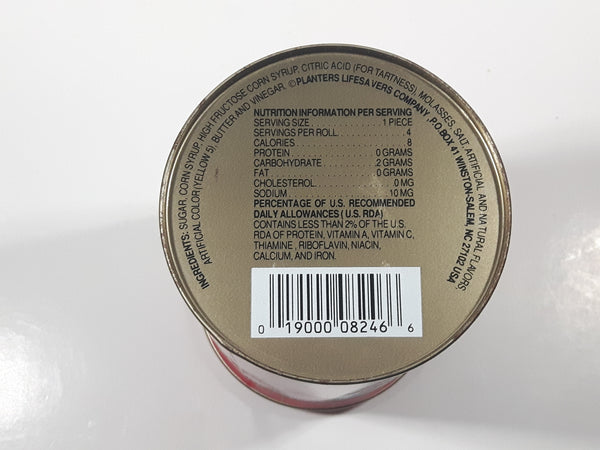 INGREDIENTS: SUGAR, CORN SYRUP, HIGH FRUCTOSE CORN SYRUP, CITRIC ACID (FOR TARTNESS), MOLASSES, SALT, ARTIFICIAL AND NATURAL FLAVORS,
ARTIFICIAL COLOR (YELLOW 5), BUTTER AND VINEGAR. ©PLANTERS LIFESAVERS COMPANY, P.O. BOX 41 WINSTON-SALEM, NC 27102 USA
NUTRITION INFORMATION PER SERVING
SERVING SIZE . . . . . . . . . . . . . . 1 PIECE
SERVINGS PER ROLL. . . . . . . . . . . . . . 4
CALORIES . . . . . . . . . . . . . . . . . . 8
PROTEIN . . . . . . . . . . . . . . . 0 GRAMS
CARBOHYDRATE . . . . . . . . . . . . 2 GRAMS
FAT . . . . . . . . . . . . . . . . . 0 GRAMS
CHOLESTEROL. . . . . . . . . . . . . . . 0 MG
SODIUM . . . . . . . . . . . . . . . . . 10 MG
PERCENTAGE OF U.S. RECOMMENDED
DAILY ALLOWANCES ( U.S. RDA)
CONTAINS LESS THAN 2% OF THE U.S.
RDA OF PROTEIN, VITAMIN A, VITAMIN C,
THIAMINE , RIBOFLAVIN, NIACIN,
CALCIUM, AND IRON.
0 19000 08246 6